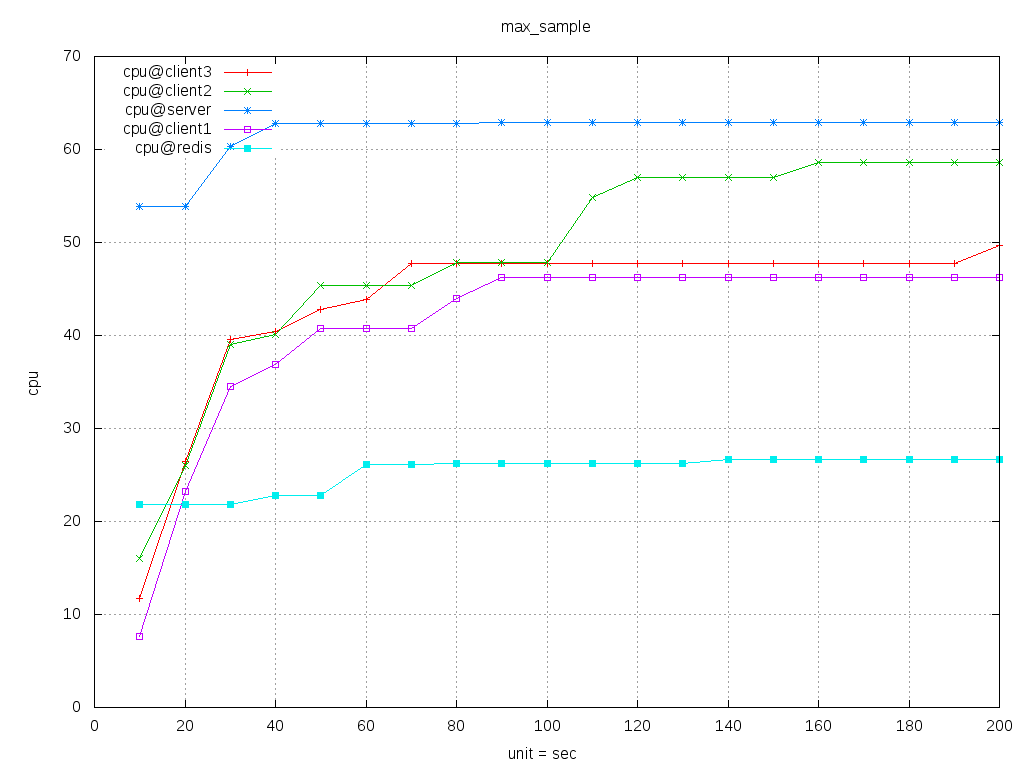 max_sample
70
60
50
40
30
20
10
0
cpu@client3
cpu@client2
cpu@server
cpu@client1
cpu@redis
cpu
0 20 40 60 80 100 120 140 160 180 200
unit = sec